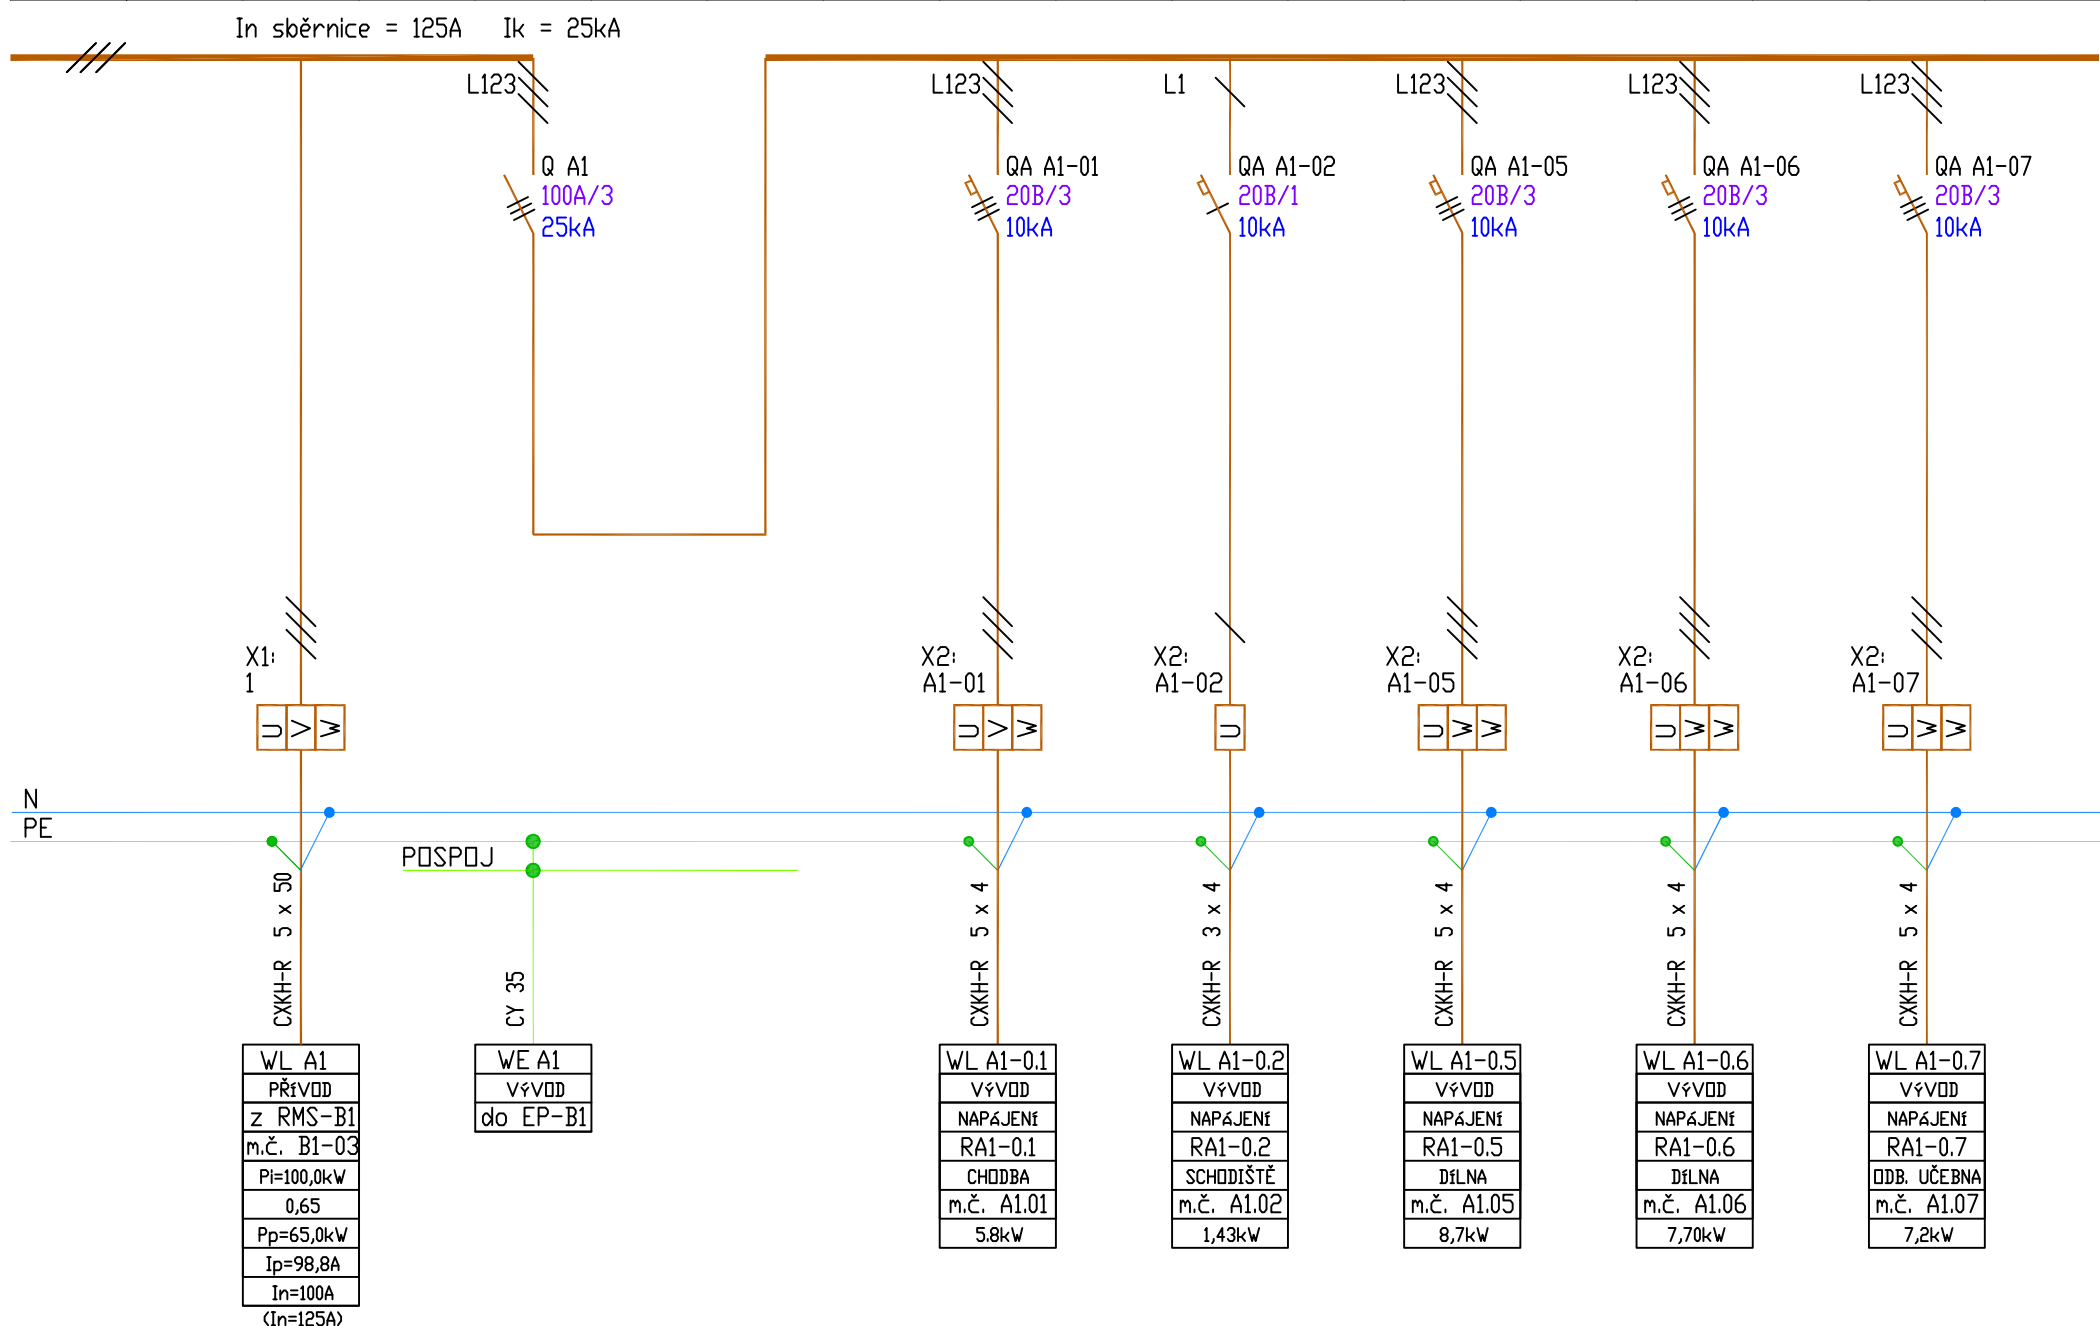 In sběrnice = 125A Ik = 25kA
L123 L123 L1 L123 L123 L123
Q A1
100A/3
25kA
QA A1-01
20B/3
10kA
QA A1-02
20B/1
10kA
QA A1-05
20B/3
10kA
QA A1-06
20B/3
10kA
QA A1-07
20B/3
10kA
X1:
1
X2:
A1-01
X2:
A1-02
X2:
A1-05
X2:
A1-06
X2:
A1-07
U V W
U V W
U
U W W
U W W
U W W
N
PE
POSPOJ
CXKH-R 5 x 50
CY 35
CXKH-R 5 x 4
CXKH-R 3 x 4
CXKH-R 5 x 4
CXKH-R 5 x 4
CXKH-R 5 x 4
WL A1
PŘÍVOD
z RMS-B1
m.č. B1-03
Pi=100,0kW
0,65
Pp=65,0kW
Ip=98,8A
In=100A
(In=125A)
WE A1
VÝVOD
do EP-B1
WL A1-0.1
VÝVOD
NAPÁJENÍ
RA1-0.1
CHODBA
m.č. A1.01
5.8kW
WL A1-0.2
VÝVOD
NAPÁJENÍ
RA1-0.2
SCHODIŠTĚ
m.č. A1.02
1,43kW
WL A1-0.5
VÝVOD
NAPÁJENÍ
RA1-0.5
DÍLNA
m.č. A1.05
8,7kW
WL A1-0.6
VÝVOD
NAPÁJENÍ
RA1-0.6
DÍLNA
m.č. A1.06
7,70kW
WL A1-0.7
VÝVOD
NAPÁJENÍ
RA1-0.7
ODB. UČEBNA
m.č. A1.07
7,2kW